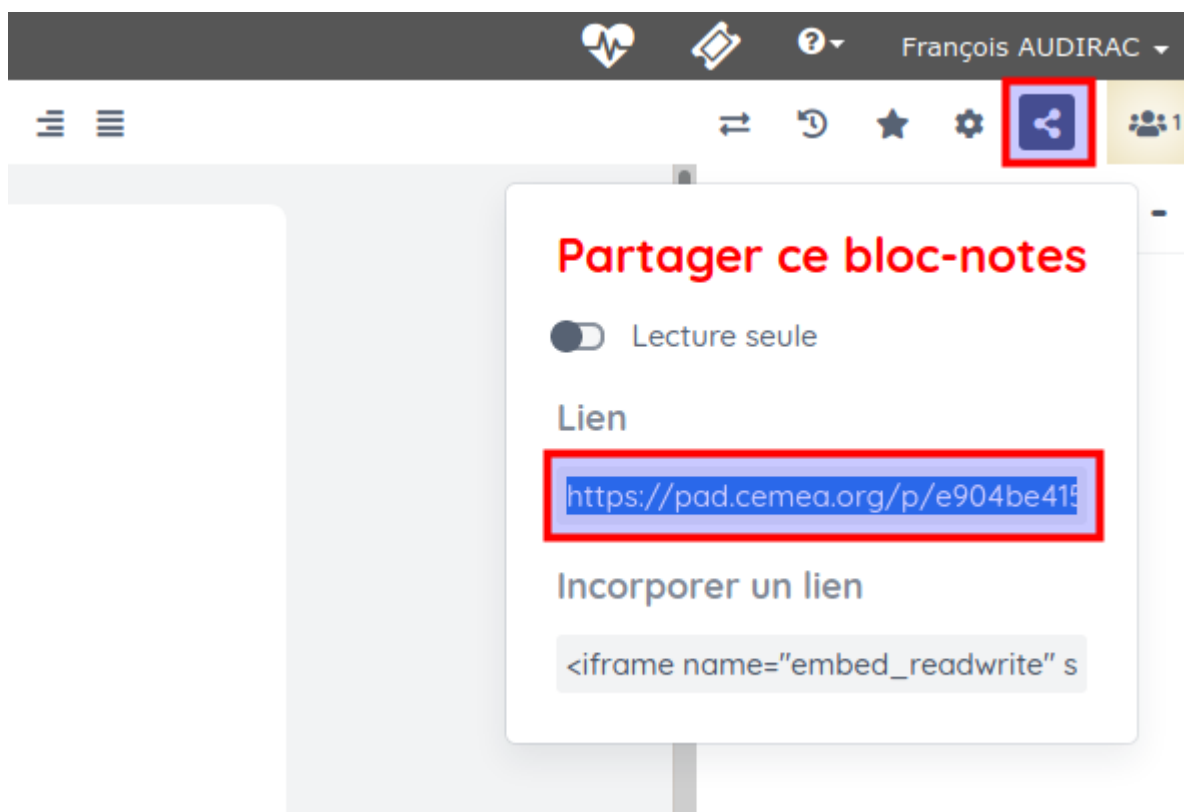 François AUDIRAC
1
Partager ce bloc-notes
Lecture seule
Lien
https://pad.cemea.org/p/e904be415
Incorporer un lien
<iframe name="embed_readwrite" s